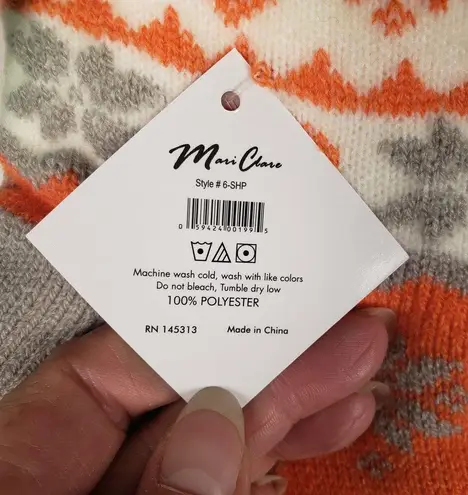 Mari Clare
Style # 6-SHP
0 59424 00199 5
Machine wash cold, wash with like colors
Do not bleach, Tumble dry low
100% POLYESTER
RN 145313 Made in China